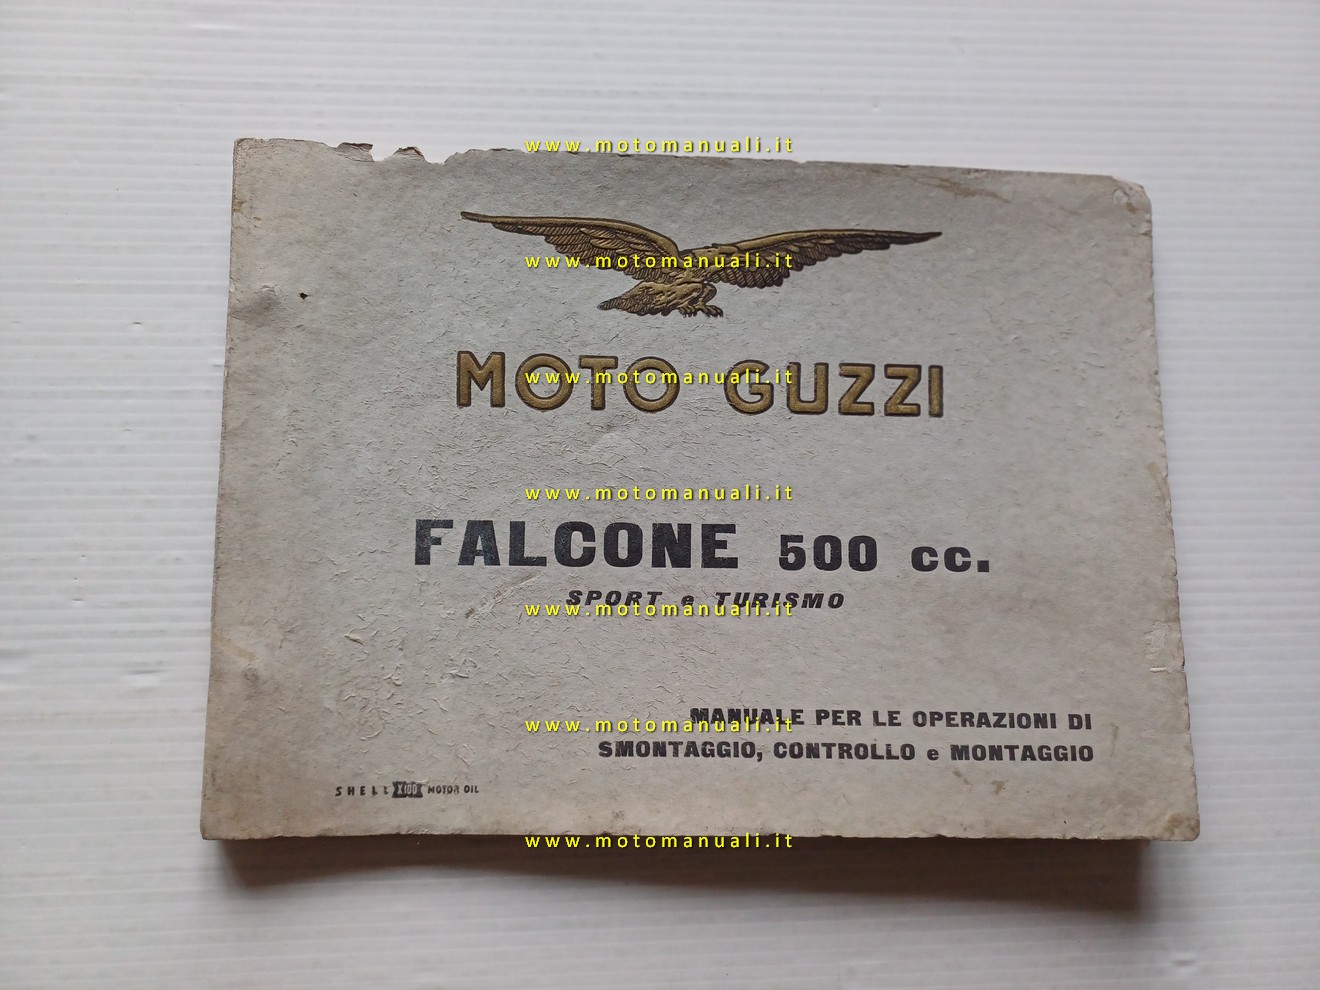 www.motomanuali.it
www.motomanuali.it
MOTO GUZZI
www.motomanuali.it
www.motomanuali.it
FALCONE 500 cc.
SPORT e TURISMO
www.motomanuali.it
MANUALE PER LE OPERAZIONI DI
www.motomanuali.it
SMONTAGGIO, CONTROLLO e MONTAGGIO
SHELL X100 MOTOR OIL
www.motomanuali.it